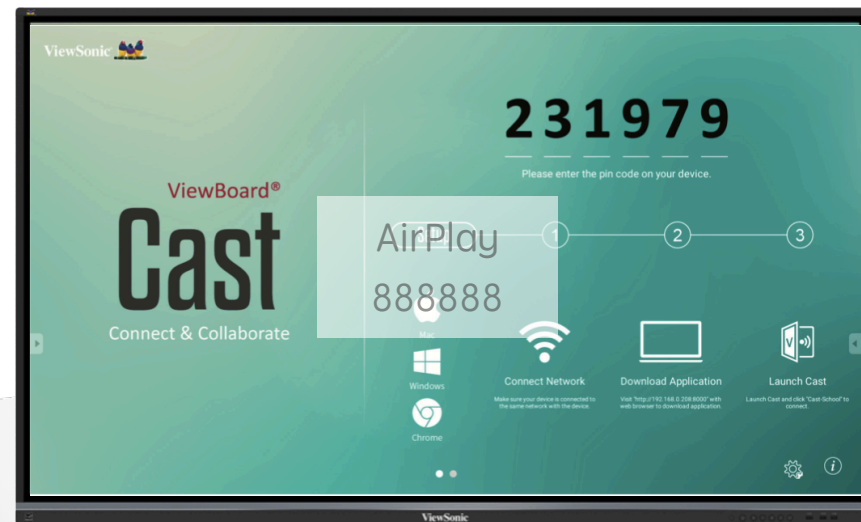 ViewSonic
231979
Please enter the pin code on your device.
ViewBoard®
Cast
Connect & Collaborate
AirPlay
888888
1
2
3
Mac
Windows
Chrome
Connect Network
Make sure your device is connected to
the same network with the device.
Download Application
Visit "http://192.168.0.208:8000" with
web browser to download application.
Launch Cast
Launch Cast and click "Cast-School" to
connect.
ViewSonic